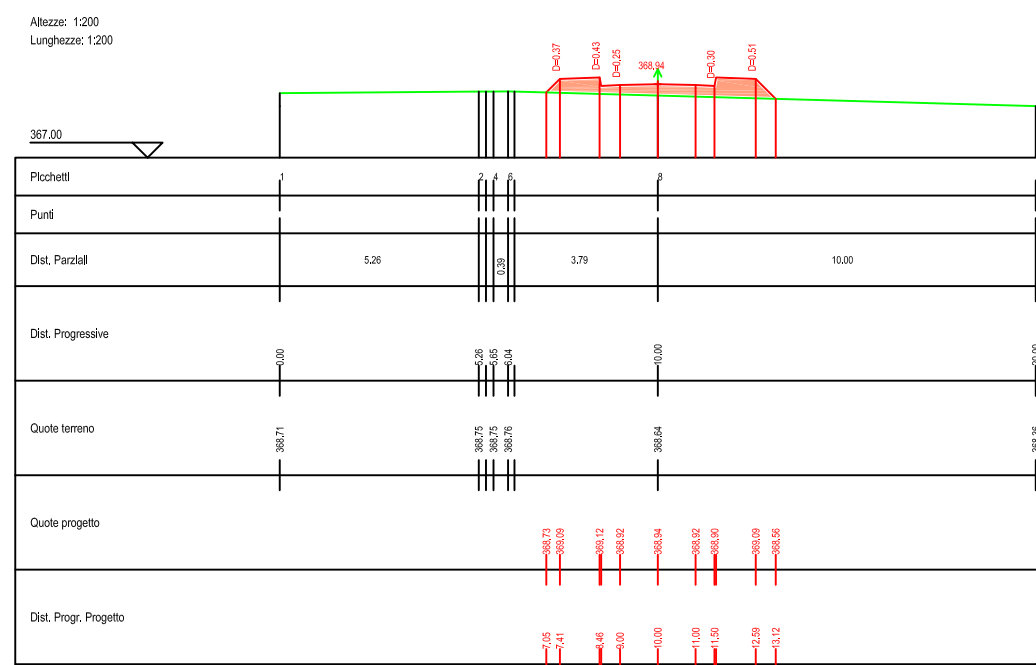 Altezze: 1:200
Lunghezze: 1:200
D=0.37
D=0.43
D=0.25
368.94
D=0.30
D=0.51
367.00
Picchetti
1 2 4 6 8
Punti
Dist. Parziali
5.26 0.39 3.79 10.00
Dist. Progressive
0.00 5.26 5.65 6.04 10.00 20.00
Quote terreno
368.71 368.75 368.75 368.76 368.64 368.36
Quote progetto
368.73 369.09 369.12 368.92 368.94 368.92 368.90 369.09 368.56
Dist. Progr. Progetto
7.05 7.41 8.46 9.00 10.00 11.00 11.50 12.59 13.12